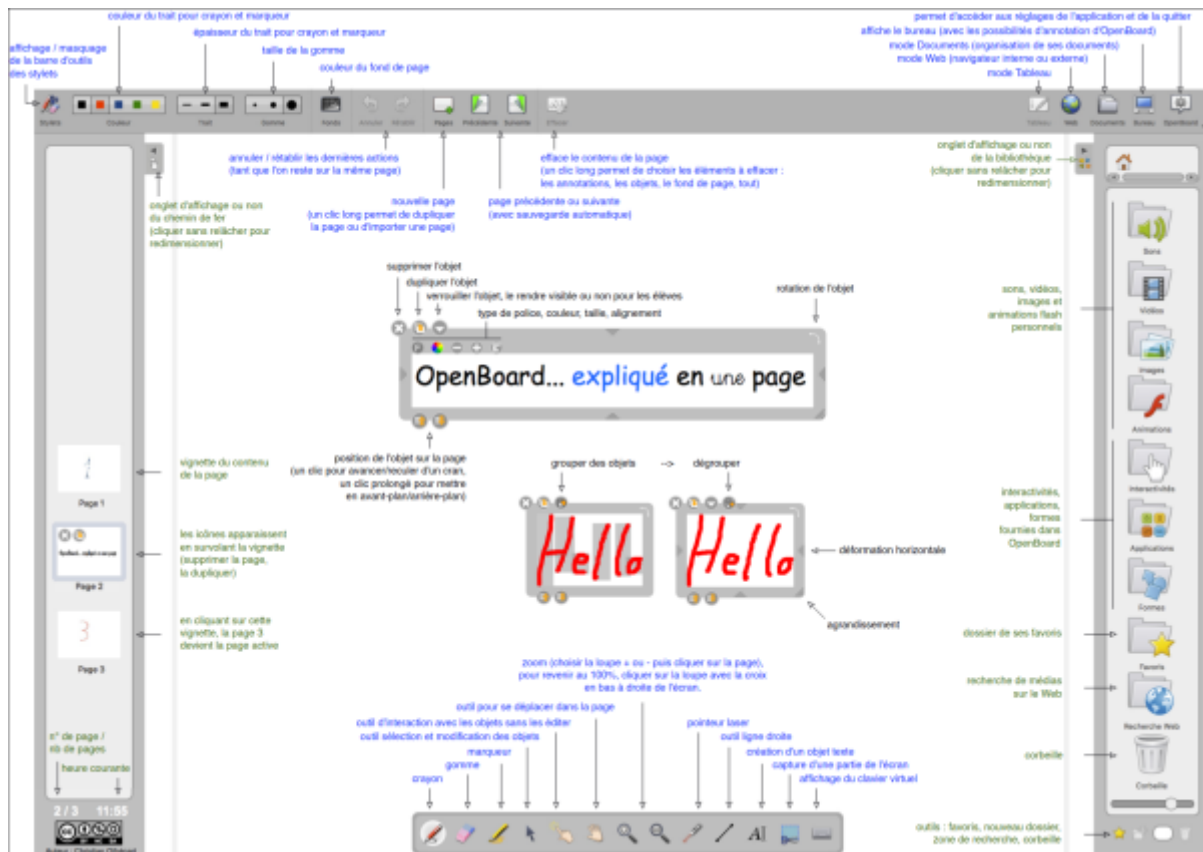 couleur du trait pour crayon et marqueur
épaisseur du trait pour crayon et marqueur
taille de la gomme
couleur du fond de page
affichage / masquage
de la barre d'outils
des stylets
permet d'accéder aux réglages de l'application et de la quitter
affiche le bureau (avec les possibilités d'annotation d'OpenBoard)
mode Documents (organisation de ses documents)
mode Web (navigateur interne ou externe)
mode Tableau
Stylets
Couleur
Trait
Gomme
Fonds
Annuler
Rétablir
Pages
Précédente
Suivante
Effacer
Tableau
Web
Documents
Bureau
OpenBoard
annuler / rétablir les dernières actions
(tant que l'on reste sur la même page)
efface le contenu de la page
(un clic long permet de choisir les éléments à effacer :
les annotations, les objets, le fond de page, tout)
onglet d'affichage ou non
de la bibliothèque
(cliquer sans relâcher pour
redimensionner)
onglet d'affichage ou non
du chemin de fer
(cliquer sans relâcher pour
redimensionner)
nouvelle page
(un clic long permet de dupliquer
la page ou d'importer une page)
page précédente ou suivante
(avec sauvegarde automatique)
supprimer l'objet
dupliquer l'objet
verrouiller l'objet, le rendre visible ou non pour les élèves
type de police, couleur, taille, alignement
rotation de l'objet
OpenBoard... expliqué en une page
position de l'objet sur la page
(un clic pour avancer/reculer d'un cran,
un clic prolongé pour mettre
en avant-plan/arrière-plan)
grouper des objets --> dégrouper
Hello
Hello
déformation horizontale
agrandissement
sons, vidéos,
images et
animations flash
personnels
Sons
Vidéos
Images
Animations
interactivités,
applications,
formes
fournies dans
OpenBoard
Interactivités
Applications
Formes
dossier de ses favoris
Favoris
recherche de médias
sur le Web
Recherche Web
corbeille
Corbeille
outils : favoris, nouveau dossier,
zone de recherche, corbeille
vignette du contenu
de la page
Page 1
les icônes apparaissent
en survolant la vignette
(supprimer la page,
la dupliquer)
Page 2
en cliquant sur cette
vignette, la page 3
devient la page active
3
Page 3
n° de page /
nb de pages
heure courante
2 / 3 11:55
zoom (choisir la loupe + ou - puis cliquer sur la page),
pour revenir au 100%, cliquer sur la loupe avec la croix
en bas à droite de l'écran.
outil pour se déplacer dans la page
outil d'interaction avec les objets sans les éditer
outil sélection et modification des objets
marqueur
gomme
crayon
pointeur laser
outil ligne droite
création d'un objet texte
capture d'une partie de l'écran
affichage du clavier virtuel